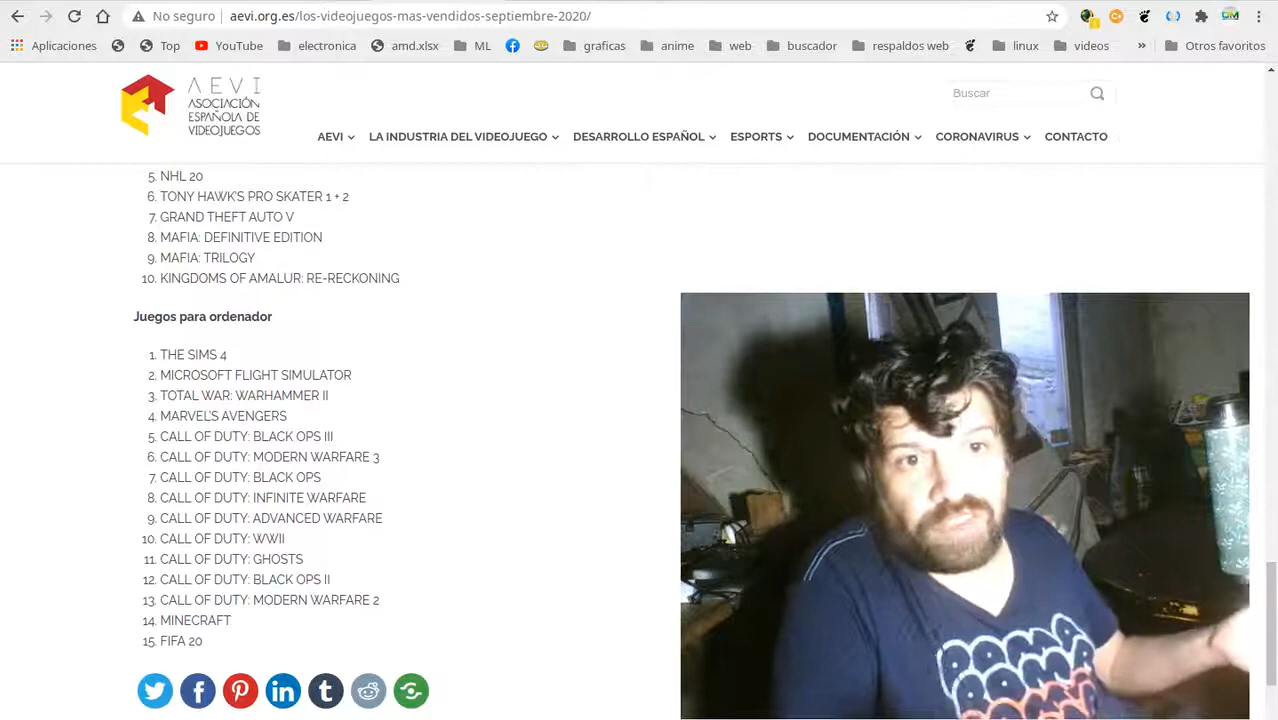 No seguro
aevi.org.es/los-videojuegos-mas-vendidos-septiembre-2020/
Aplicaciones
Top
YouTube
electronica
amd.xlsx
ML
graficas
anime
web
buscador
respaldos web
linux
videos
»
Otros favoritos
AEVI
ASOCIACIÓN
ESPAÑOLA DE
VIDEOJUEGOS
Buscar
AEVI
LA INDUSTRIA DEL VIDEOJUEGO
DESARROLLO ESPAÑOL
ESPORTS
DOCUMENTACIÓN
CORONAVIRUS
CONTACTO
5. NHL 20
6. TONY HAWK'S PRO SKATER 1 + 2
7. GRAND THEFT AUTO V
8. MAFIA: DEFINITIVE EDITION
9. MAFIA: TRILOGY
10. KINGDOMS OF AMALUR: RE-RECKONING
Juegos para ordenador
1. THE SIMS 4
2. MICROSOFT FLIGHT SIMULATOR
3. TOTAL WAR: WARHAMMER II
4. MARVEL'S AVENGERS
5. CALL OF DUTY: BLACK OPS III
6. CALL OF DUTY: MODERN WARFARE 3
7. CALL OF DUTY: BLACK OPS
8. CALL OF DUTY: INFINITE WARFARE
9. CALL OF DUTY: ADVANCED WARFARE
10. CALL OF DUTY: WWII
11. CALL OF DUTY: GHOSTS
12. CALL OF DUTY: BLACK OPS II
13. CALL OF DUTY: MODERN WARFARE 2
14. MINECRAFT
15. FIFA 20